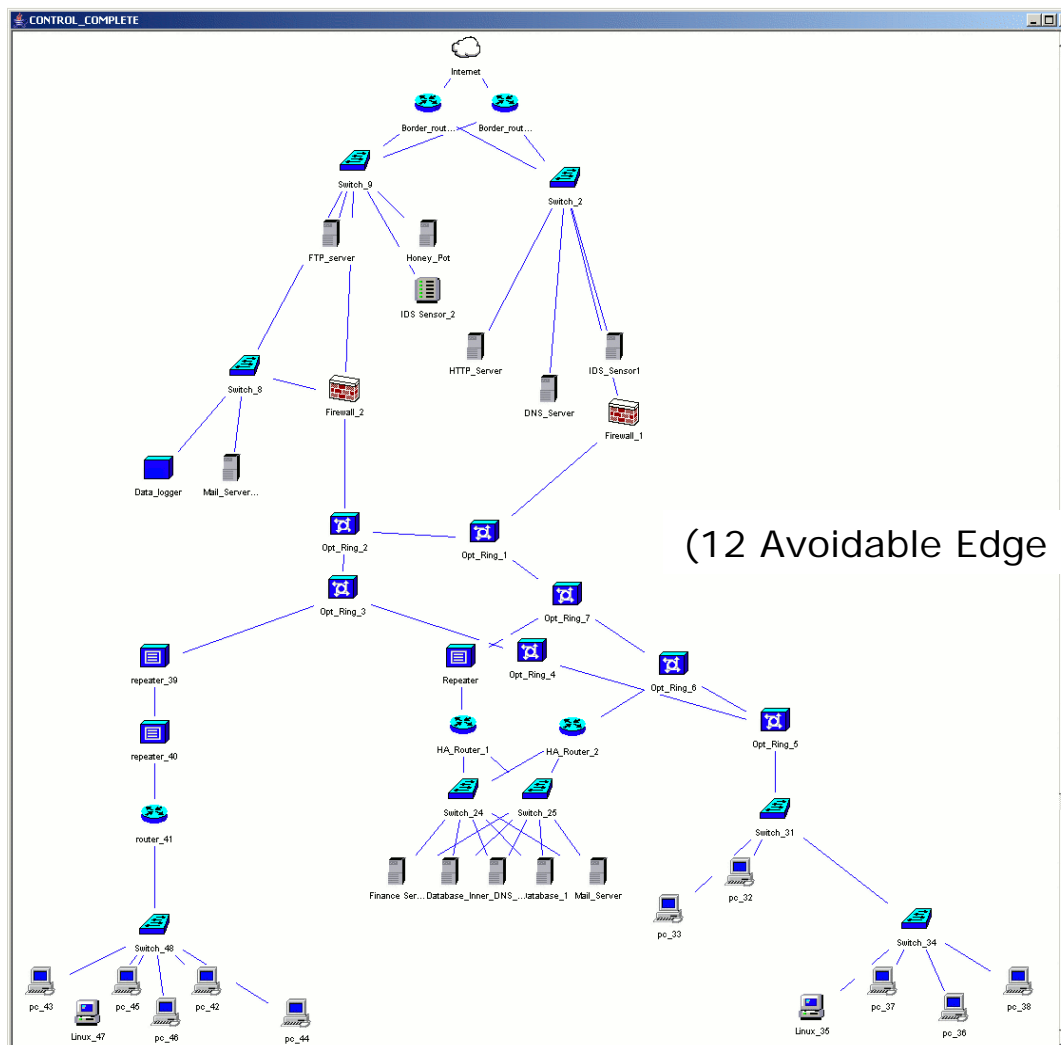 CONTROL_COMPLETE
Internet
Border_rout... Border_rout...
Switch_9
Switch_2
FTP_server Honey_Pot
IDS Sensor_2
HTTP_Server IDS_Sensor1
Switch_8
DNS_Server
Firewall_2
Firewall_1
Data_logger Mail_Server...
Opt_Ring_2 Opt_Ring_1
(12 Avoidable Edge
Opt_Ring_3
Opt_Ring_7
repeater_39 Repeater Opt_Ring_4
Opt_Ring_6
Opt_Ring_5
repeater_40 HA_Router_1 HA_Router_2
Switch_24 Switch_25
Switch_31
router_41
Finance Ser... Database_ Inner_DNS_... atabase_1 Mail_Server
pc_32
pc_33
Switch_48 Switch_34
pc_43 pc_45 pc_42 pc_37 pc_38
Linux_47 pc_46 pc_44 Linux_35 pc_36